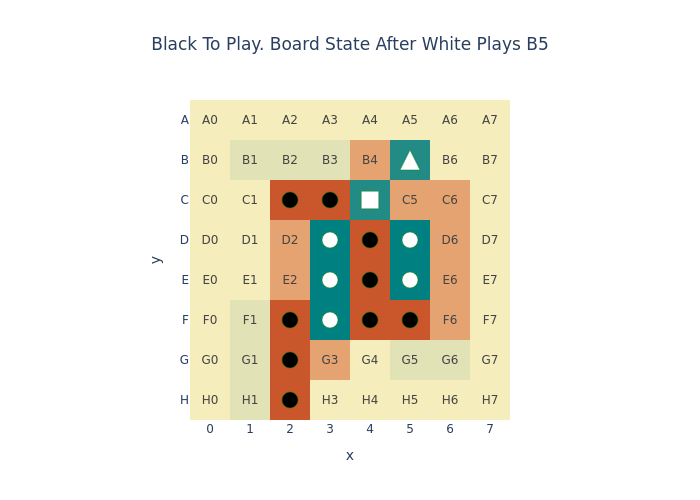 Black To Play. Board State After White Plays B5
A A0 A1 A2 A3 A4 A5 A6 A7
B B0 B1 B2 B3 B4 B6 B7
C C0 C1 C5 C6 C7
D D0 D1 D2 D6 D7
E E0 E1 E2 E6 E7
F F0 F1 F6 F7
G G0 G1 G3 G4 G5 G6 G7
H H0 H1 H3 H4 H5 H6 H7
0 1 2 3 4 5 6 7
x
y